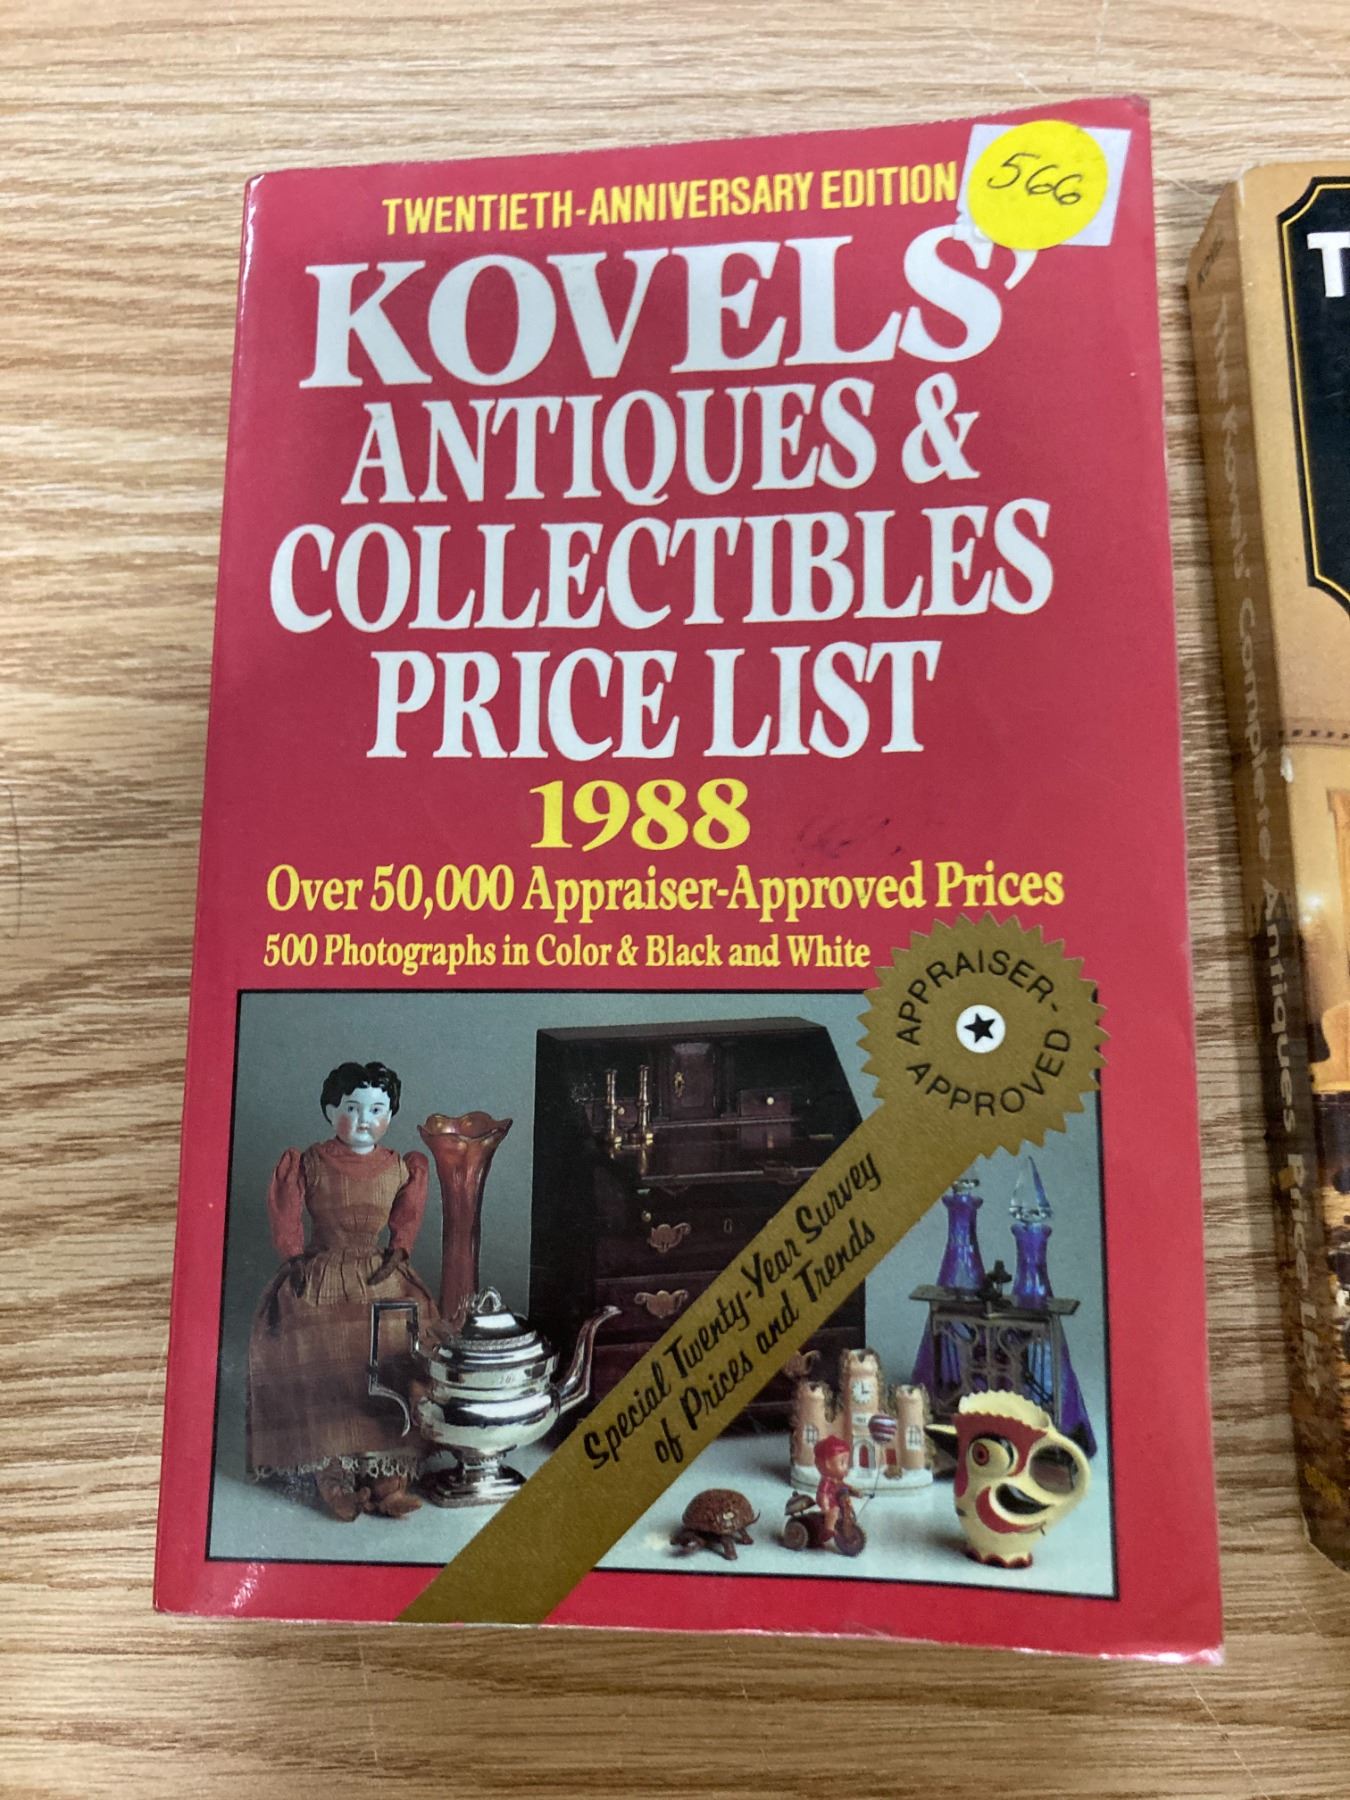 TWENTIETH-ANNIVERSARY EDITION
566
KOVELS'
ANTIQUES &
COLLECTIBLES
PRICE LIST
1988
Over 50,000 Appraiser-Approved Prices
500 Photographs in Color & Black and White
APPRAISER-
APPROVED
Special Twenty-Year Survey
of Prices and Trends
T
The Kovels' Complete Antiques Price List